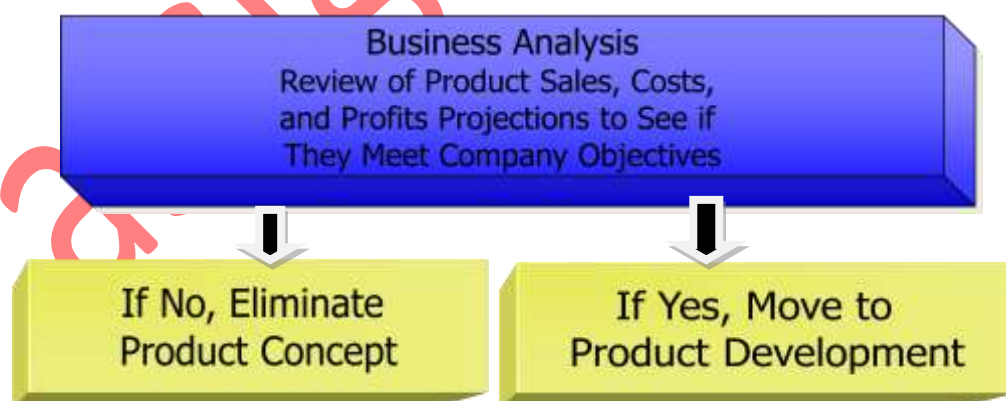 Business Analysis
Review of Product Sales, Costs,
and Profits Projections to See if
They Meet Company Objectives
If No, Eliminate
Product Concept
If Yes, Move to
Product Development